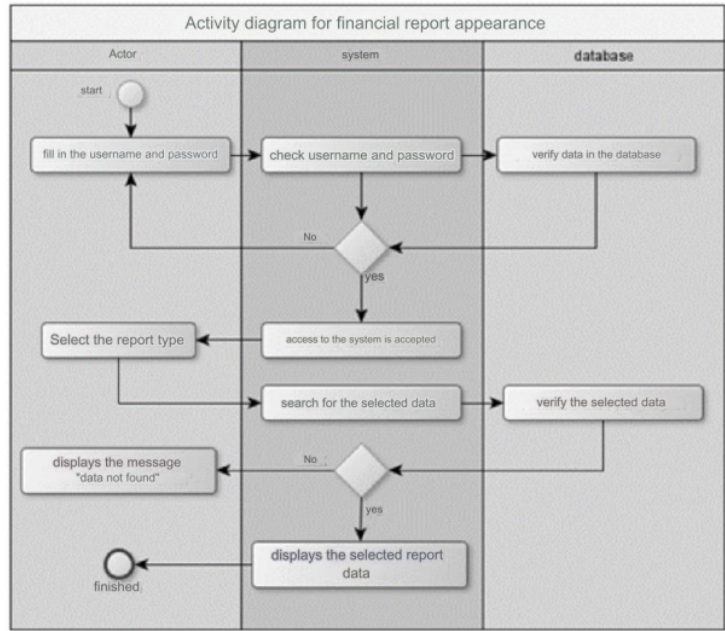 Activity diagram for financial report appearance
Actor
system
database
start
fill in the username and password
check username and password
verify data in the database
No
yes
Select the report type
access to the system is accepted
search for the selected data
verify the selected data
displays the message
"data not found"
No
yes
displays the selected report
data
finished